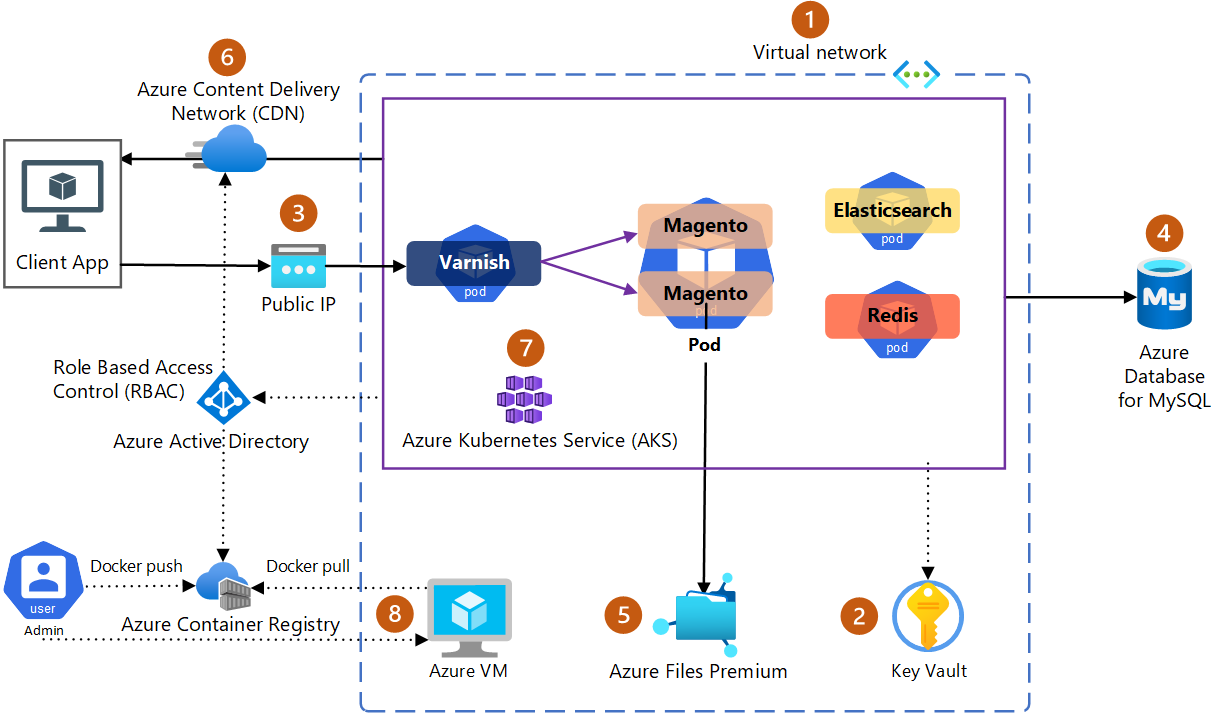 1
Virtual network
6
Azure Content Delivery
Network (CDN)
Client App
3
Public IP
Varnish
pod
Magento
Magento
pod
Pod
Elasticsearch
pod
Redis
pod
4
My
Azure
Database
for MySQL
7
Azure Kubernetes Service (AKS)
Role Based Access
Control (RBAC)
Azure Active Directory
user
Admin
Docker push
Docker pull
Azure Container Registry
8
Azure VM
5
Azure Files Premium
2
Key Vault